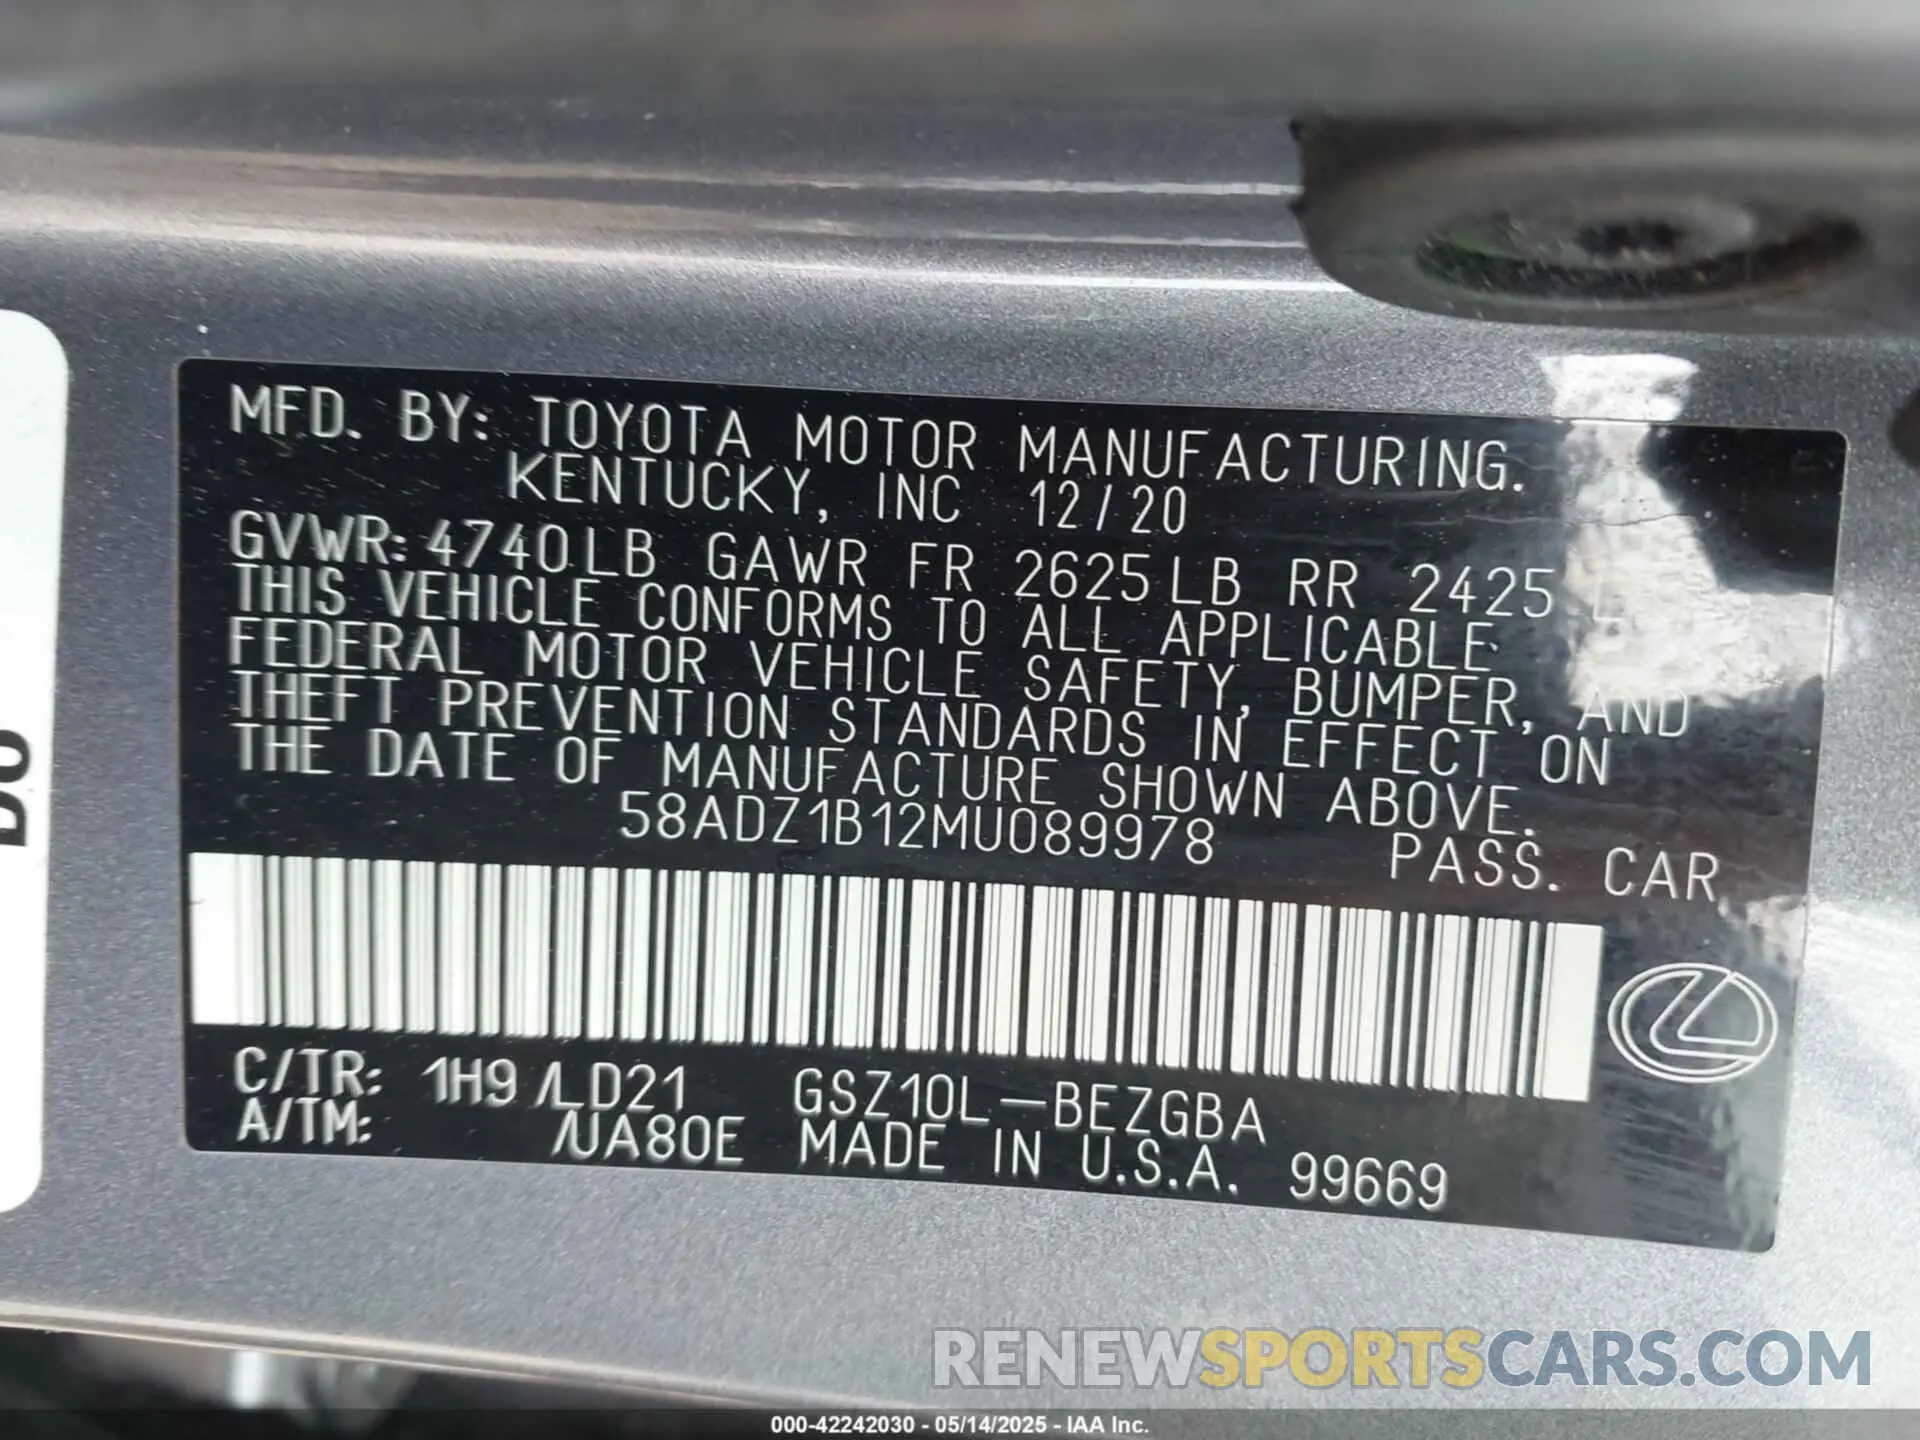 MFD. BY: TOYOTA MOTOR MANUFACTURING.
KENTUCKY, INC 12/20
GVWR: 4740LB GAWR FR 2625LB RR 2425 L
THIS VEHICLE CONFORMS TO ALL APPLICABLE
FEDERAL MOTOR VEHICLE SAFETY, BUMPER, AND
THEFT PREVENTION STANDARDS IN EFFECT ON
THE DATE OF MANUFACTURE SHOWN ABOVE.
58ADZ1B12MU089978 PASS. CAR
C/TR: 1H9 /LD21 GSZ10L-BEZGBA
A/TM: /UA80E MADE IN U.S.A. 99669
RENEWSPORTSCARS.COM
000-42242030 - 05/14/2025 - IAA Inc.